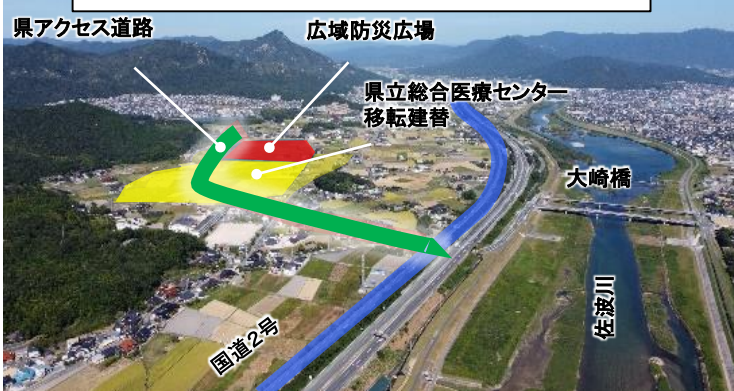 県アクセス道路
広域防災広場
県立総合医療センター
移転建替
大崎橋
佐波川
国道2号